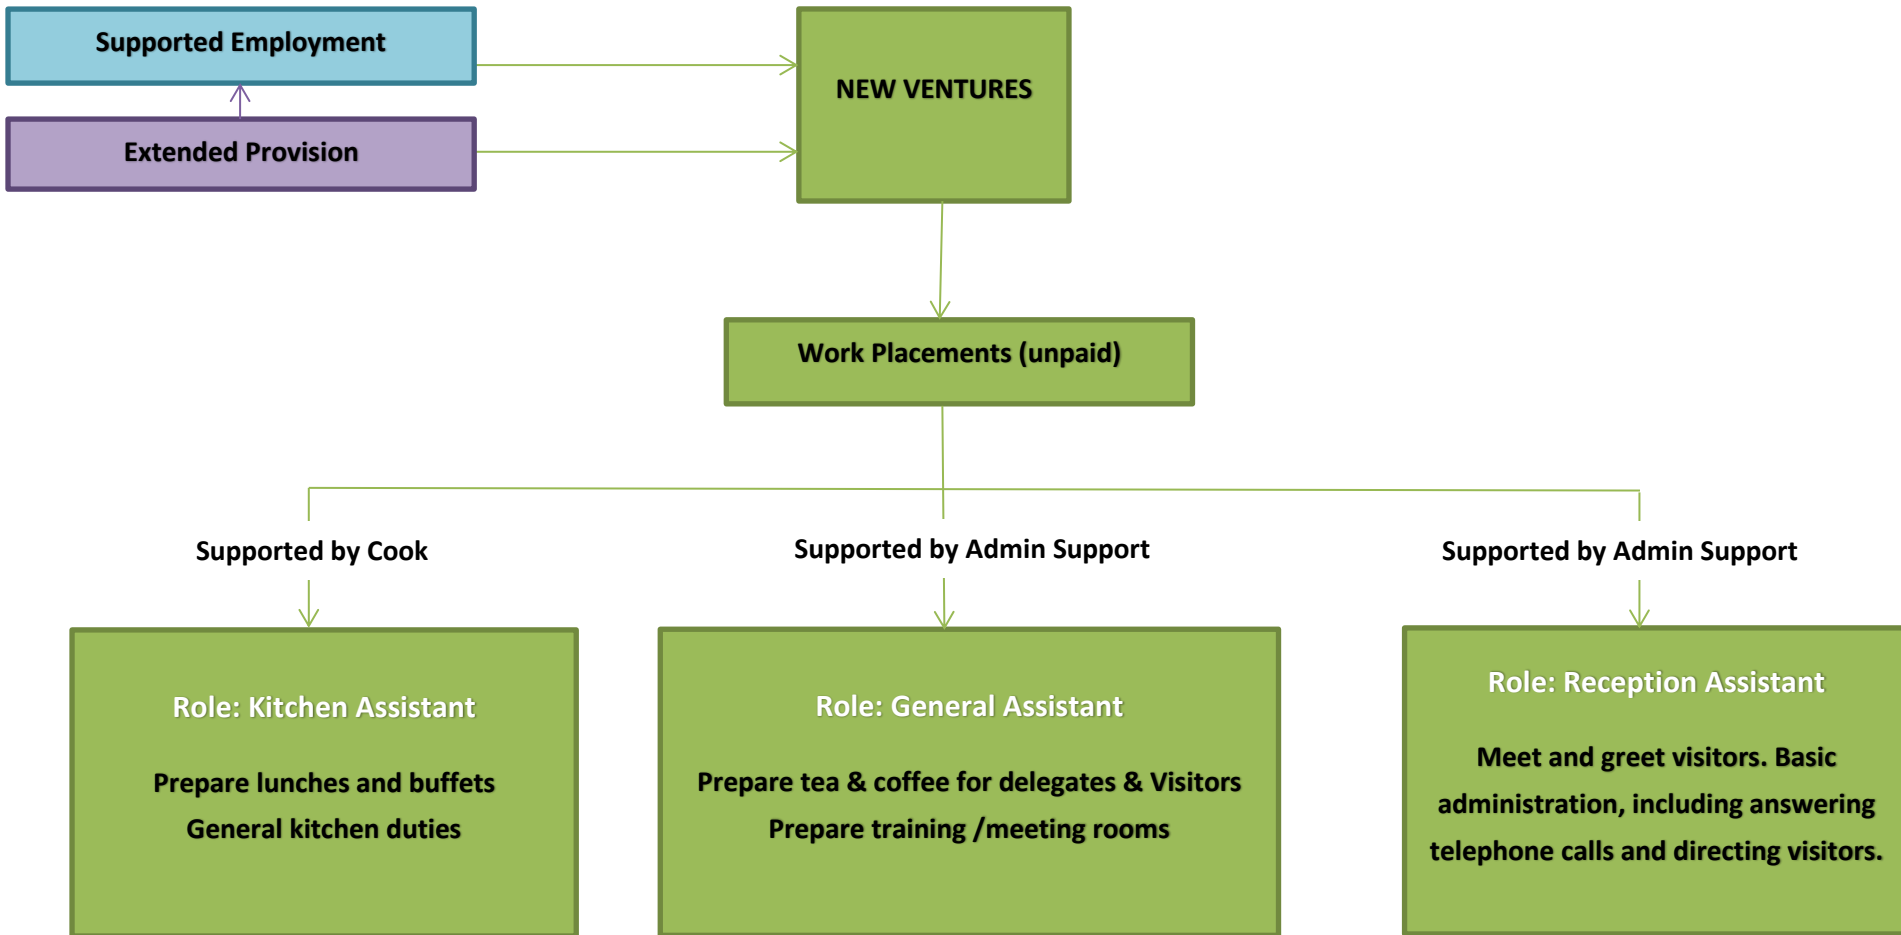 Supported Employment
NEW VENTURES
Extended Provision
Work Placements (unpaid)
Supported by Cook
Supported by Admin Support
Supported by Admin Support
Role: Kitchen Assistant
Prepare lunches and buffets
General kitchen duties
Role: General Assistant
Prepare tea & coffee for delegates & Visitors
Prepare training /meeting rooms
Role: Reception Assistant
Meet and greet visitors. Basic
administration, including answering
telephone calls and directing visitors.